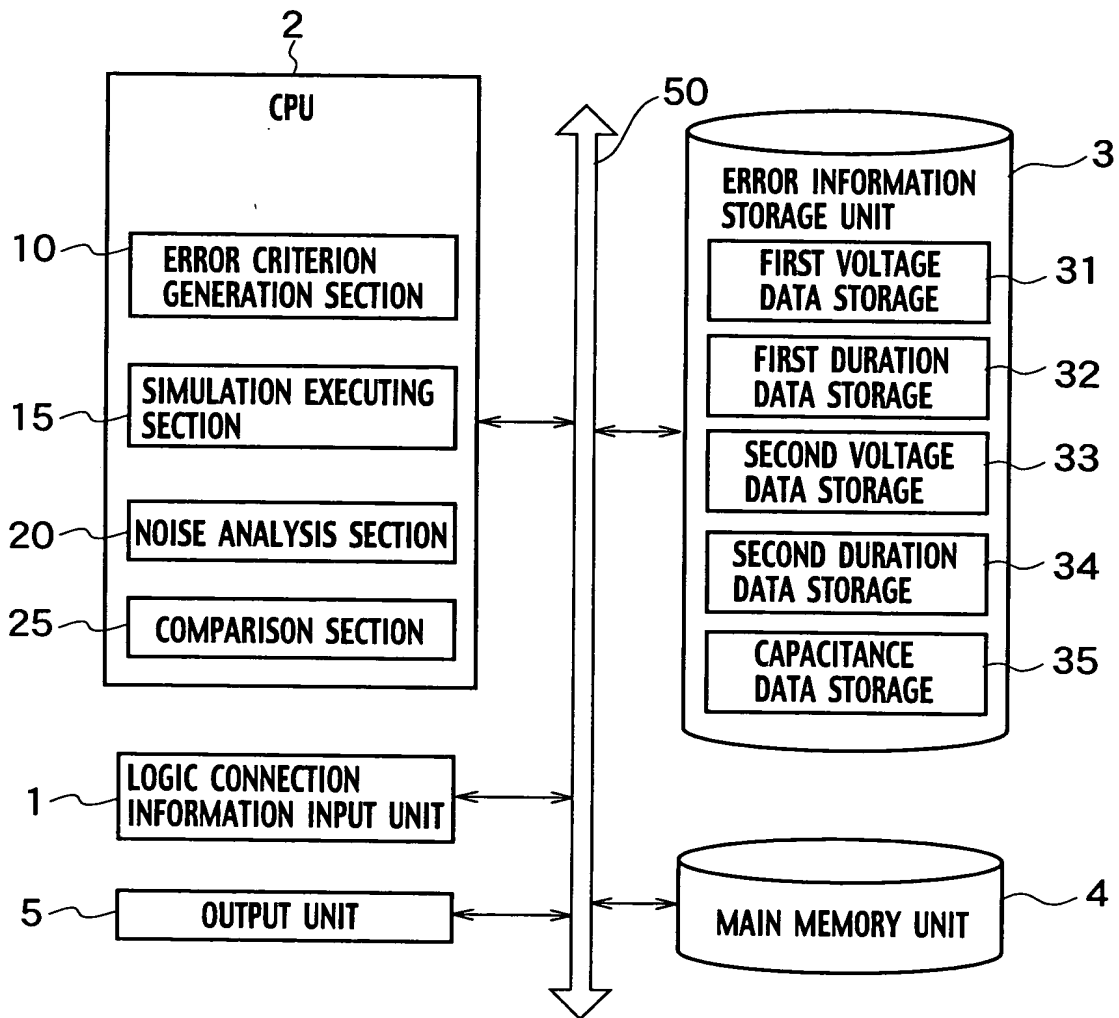 2
CPU
50
3
ERROR INFORMATION
STORAGE UNIT
10
ERROR CRITERION
GENERATION SECTION
FIRST VOLTAGE
DATA STORAGE
31
15
SIMULATION EXECUTING
SECTION
FIRST DURATION
DATA STORAGE
32
SECOND VOLTAGE
DATA STORAGE
33
20
NOISE ANALYSIS SECTION
SECOND DURATION
DATA STORAGE
34
25
COMPARISON SECTION
CAPACITANCE
DATA STORAGE
35
1
LOGIC CONNECTION
INFORMATION INPUT UNIT
5
OUTPUT UNIT
MAIN MEMORY UNIT
4